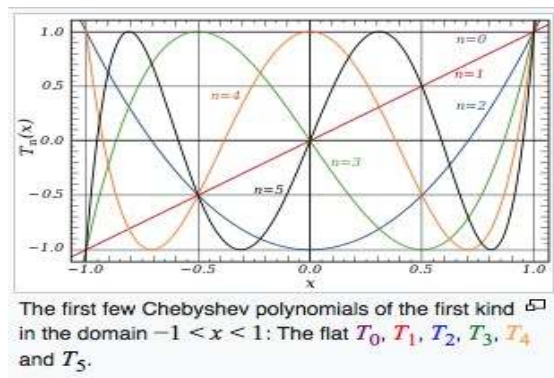 1.0
n=0
n=1
0.5
n=4
n=2
Tn(x)
0.0
n=3
n=5
−0.5
−1.0
−1.0 −0.5 0.0 0.5 1.0
x
The first few Chebyshev polynomials of the first kind
in the domain −1 < x < 1: The flat T0, T1, T2, T3, T4
and T5.